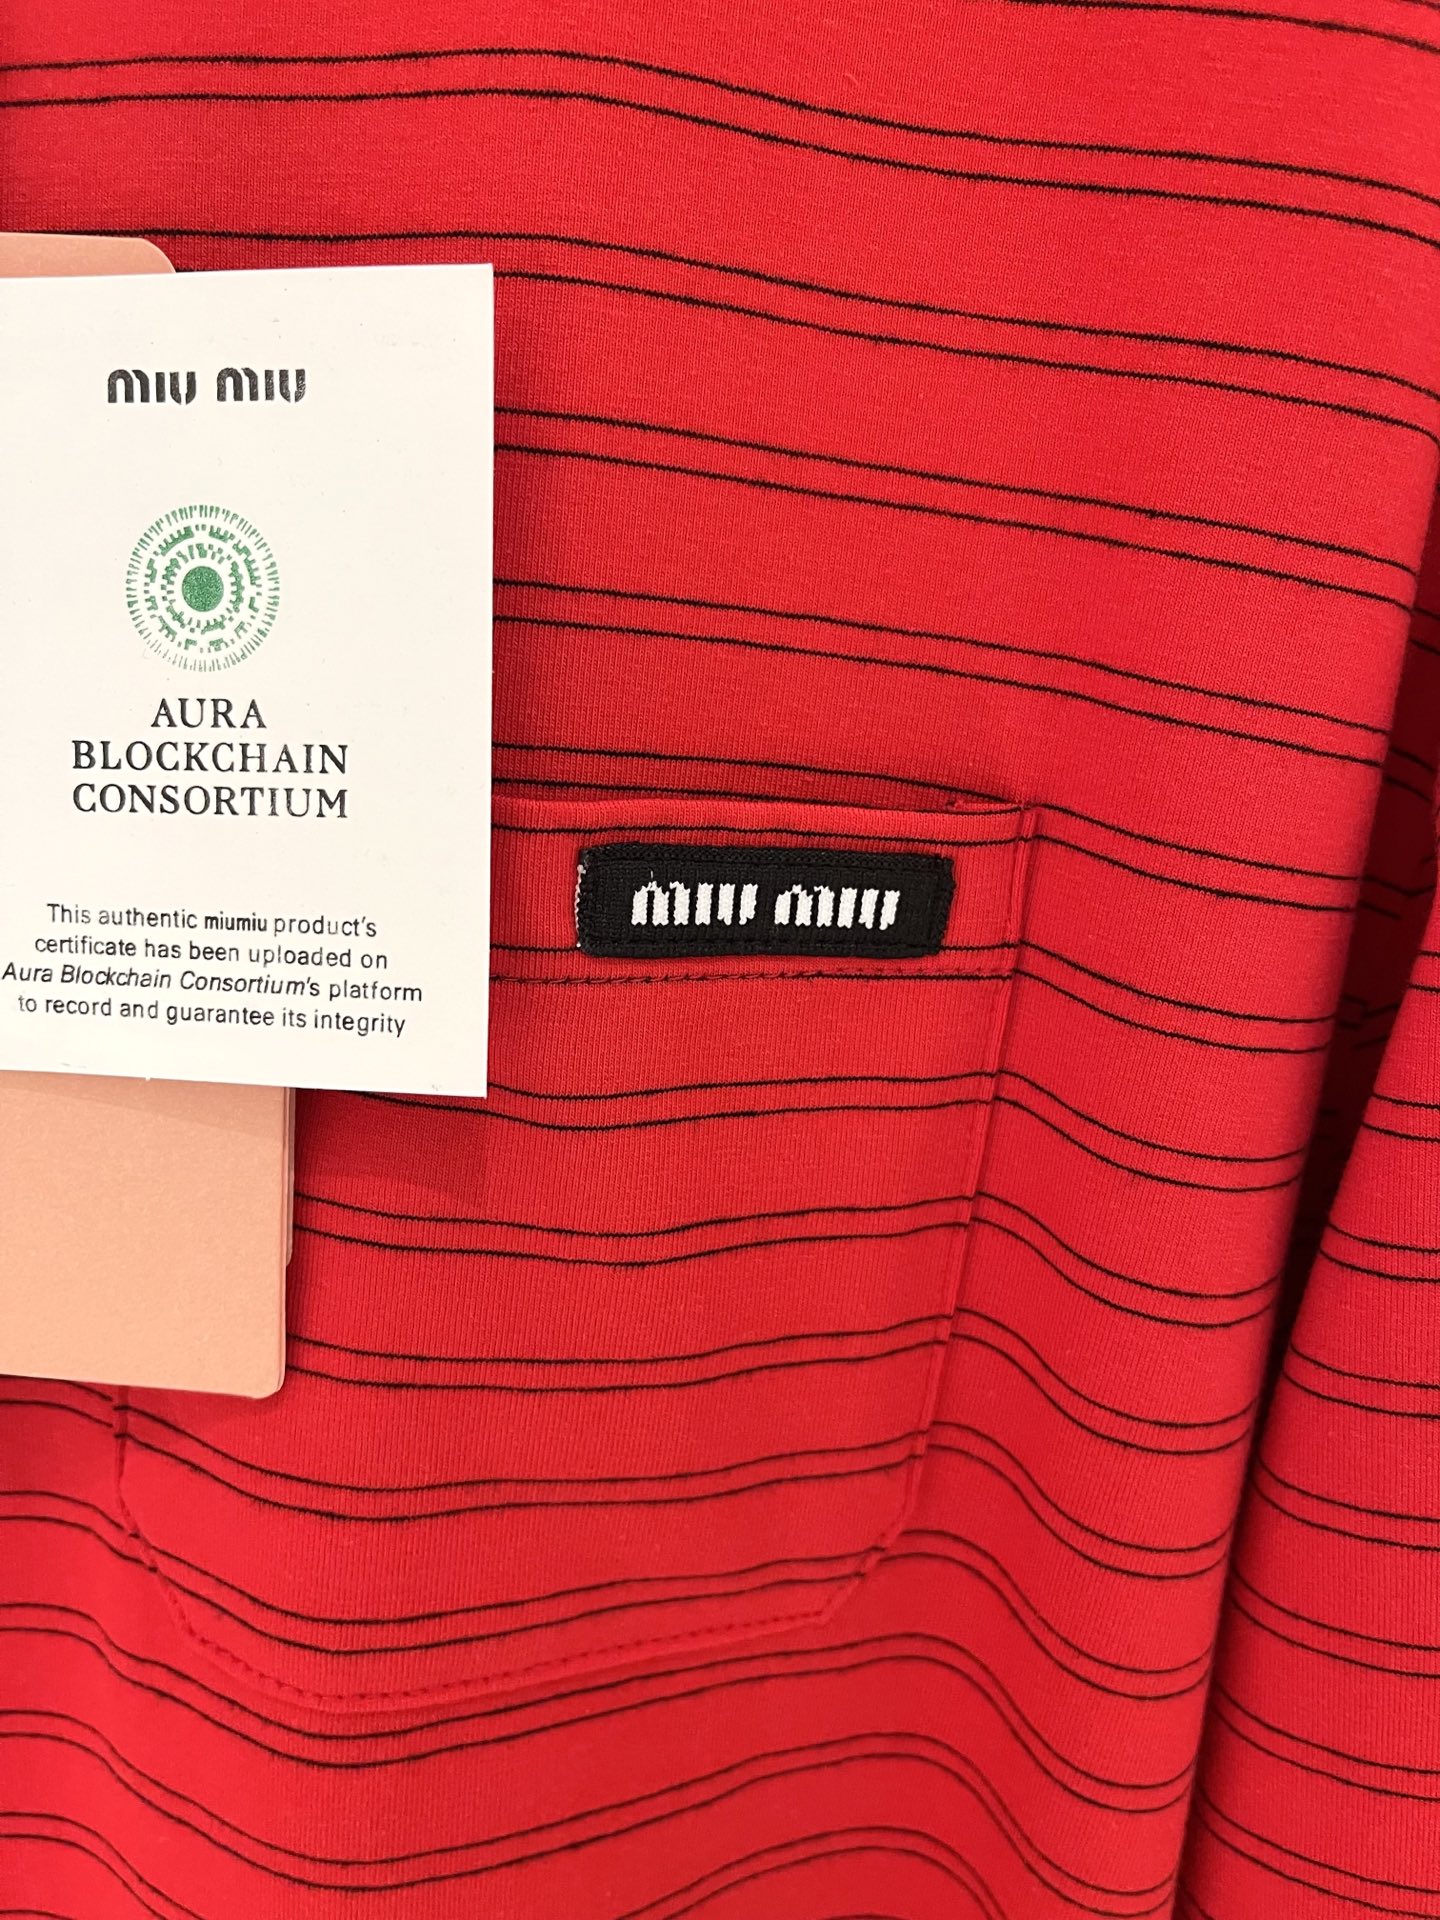 miu miu
AURA
BLOCKCHAIN
CONSORTIUM
This authentic miumiu product's
certificate has been uploaded on
Aura Blockchain Consortium's platform
to record and guarantee its integrity
miu miu